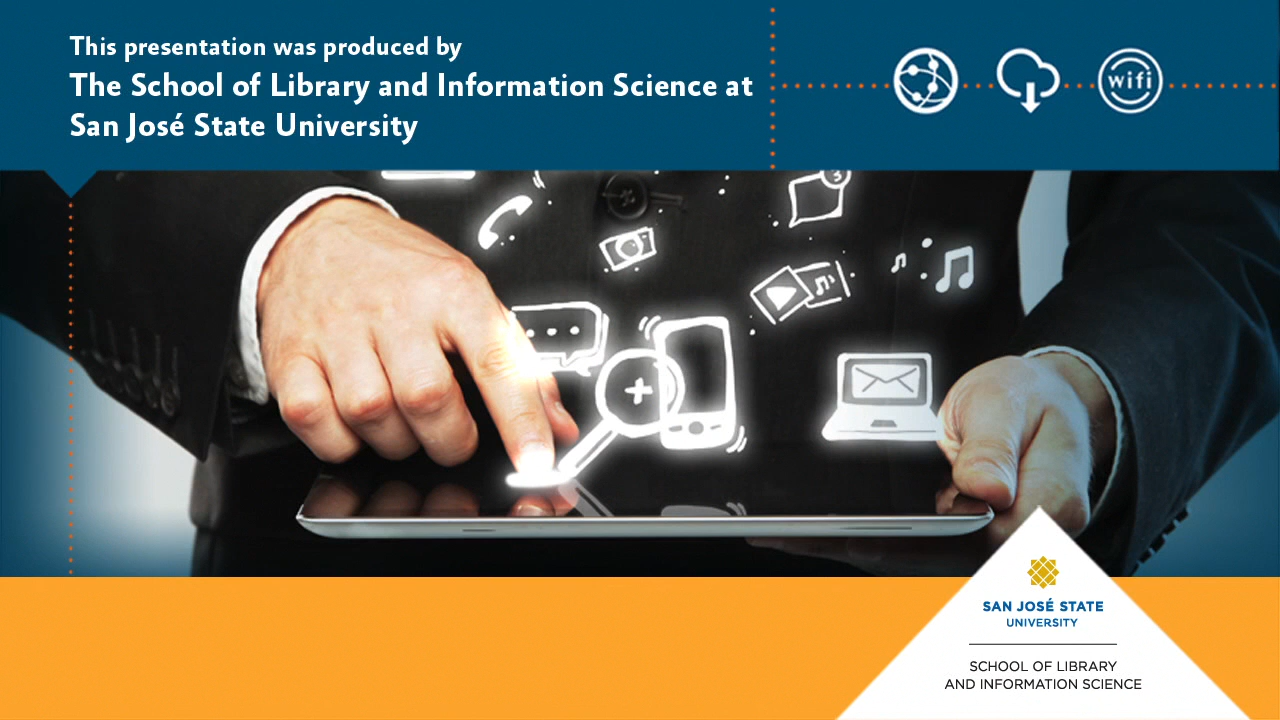 This presentation was produced by
The School of Library and Information Science at
San José State University
wifi
3
SAN JOSÉ STATE
UNIVERSITY
SCHOOL OF LIBRARY
AND INFORMATION SCIENCE